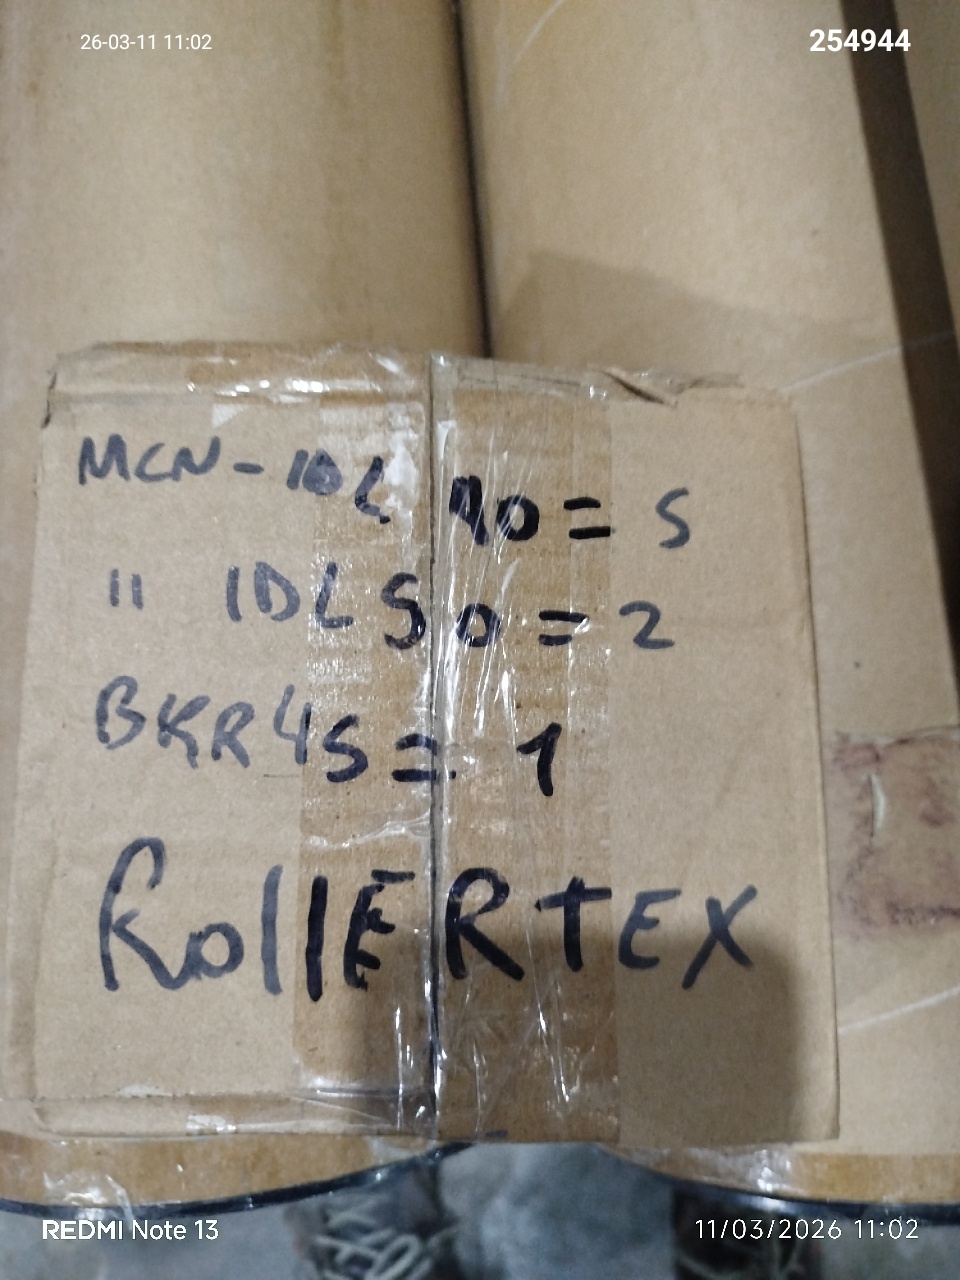 26-03-11 11:02
254944
MCN-IDL 40 = 5
" IDL 50 = 2
BKR45 = 1
RollERTEX
REDMI Note 13
11/03/2026 11:02